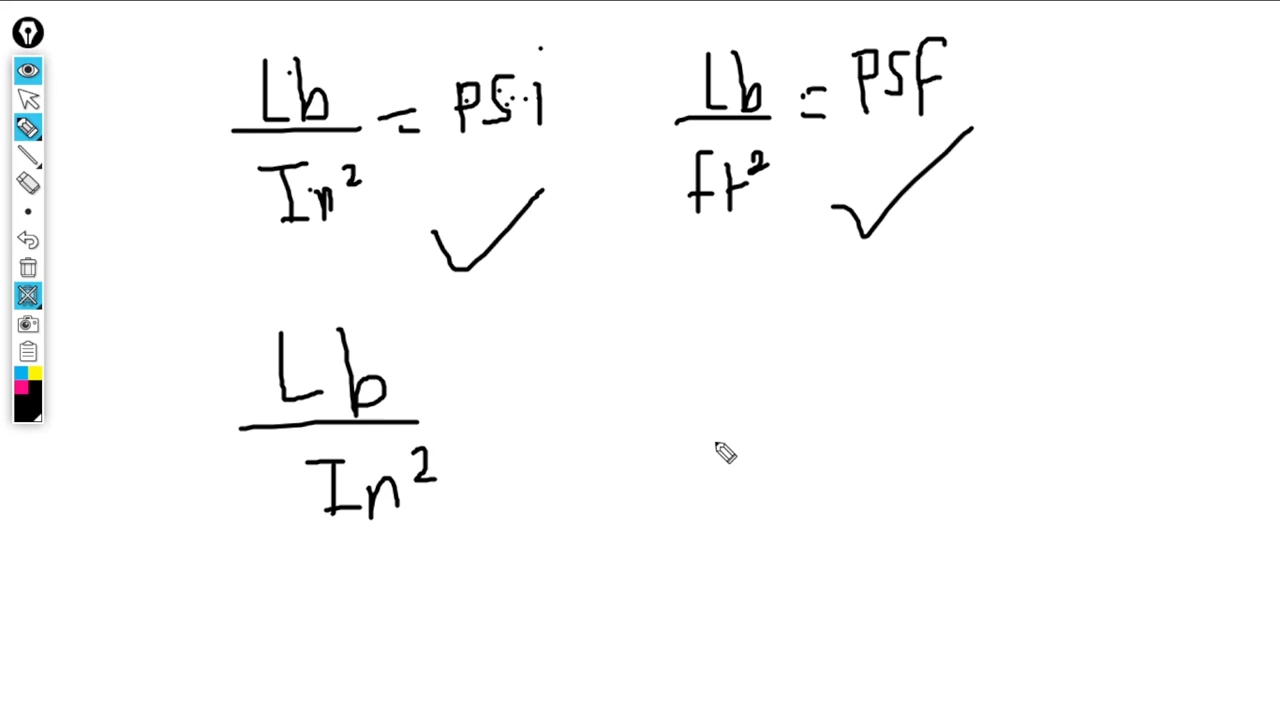 Lb = PSi
In²
Lb = PSF
Ft²
Lb
In²